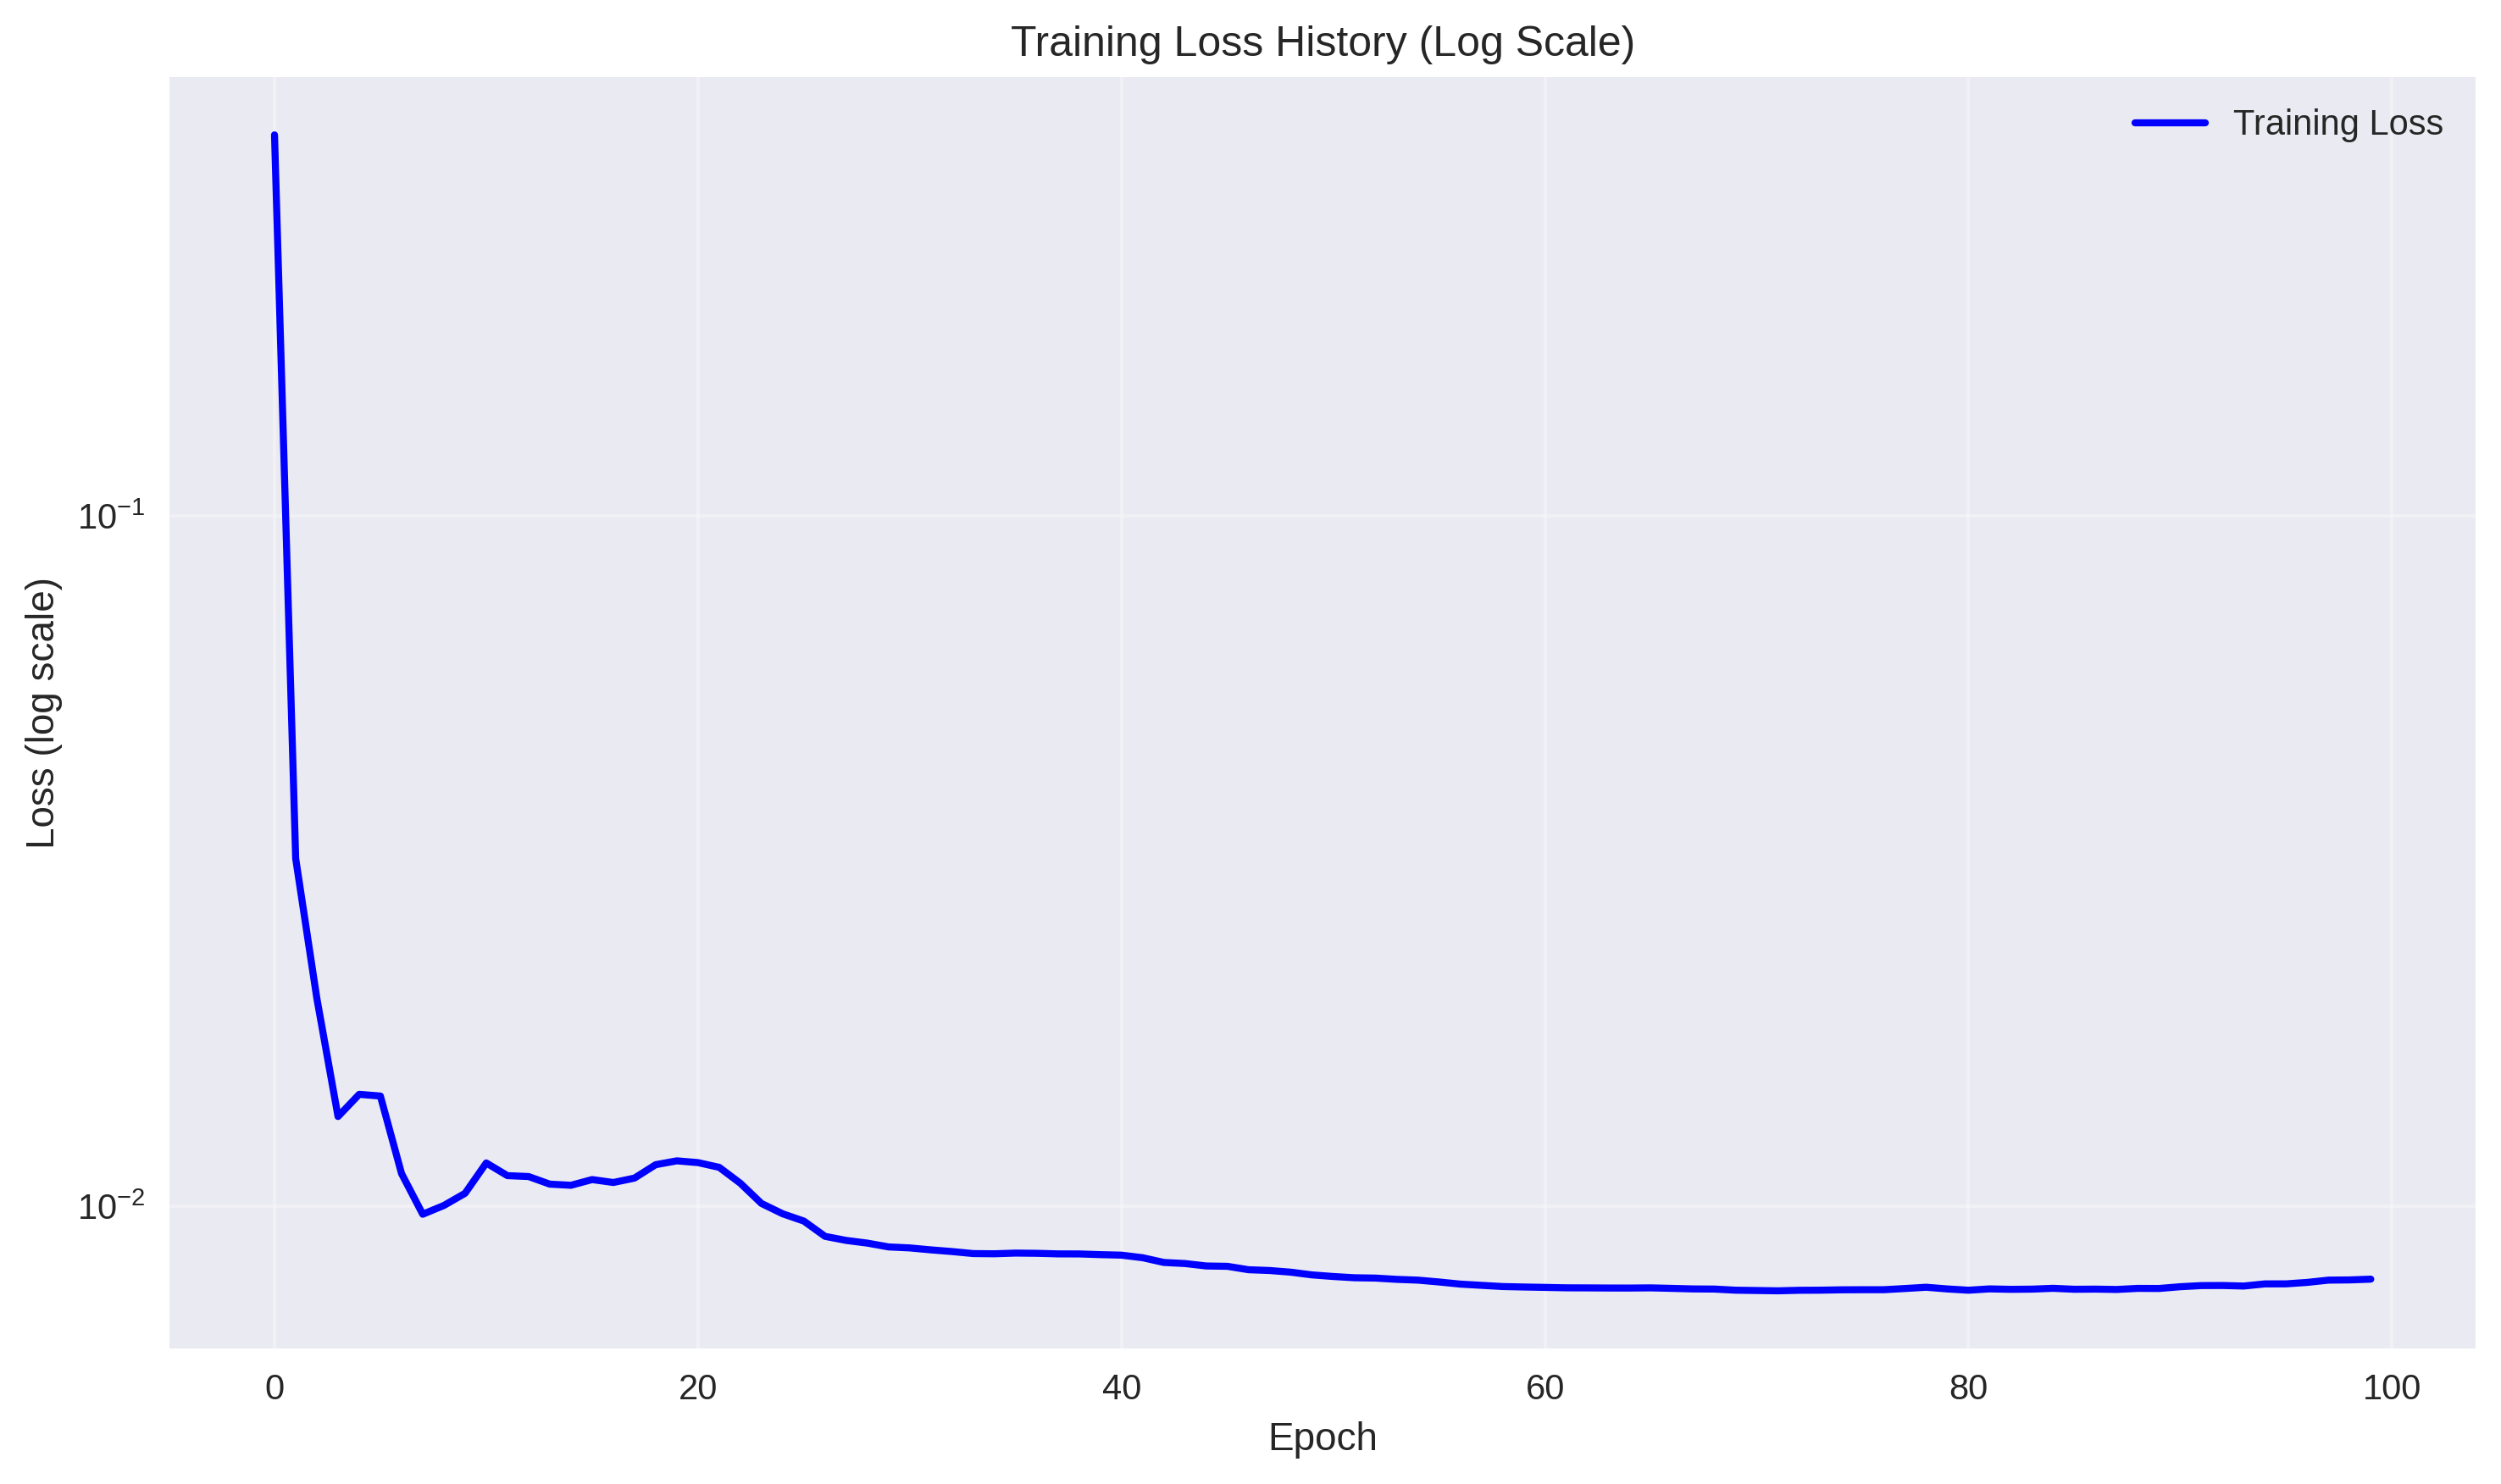 Training Loss History (Log Scale)
Training Loss
10⁻¹
10⁻²
Loss (log scale)
0 20 40 60 80 100
Epoch